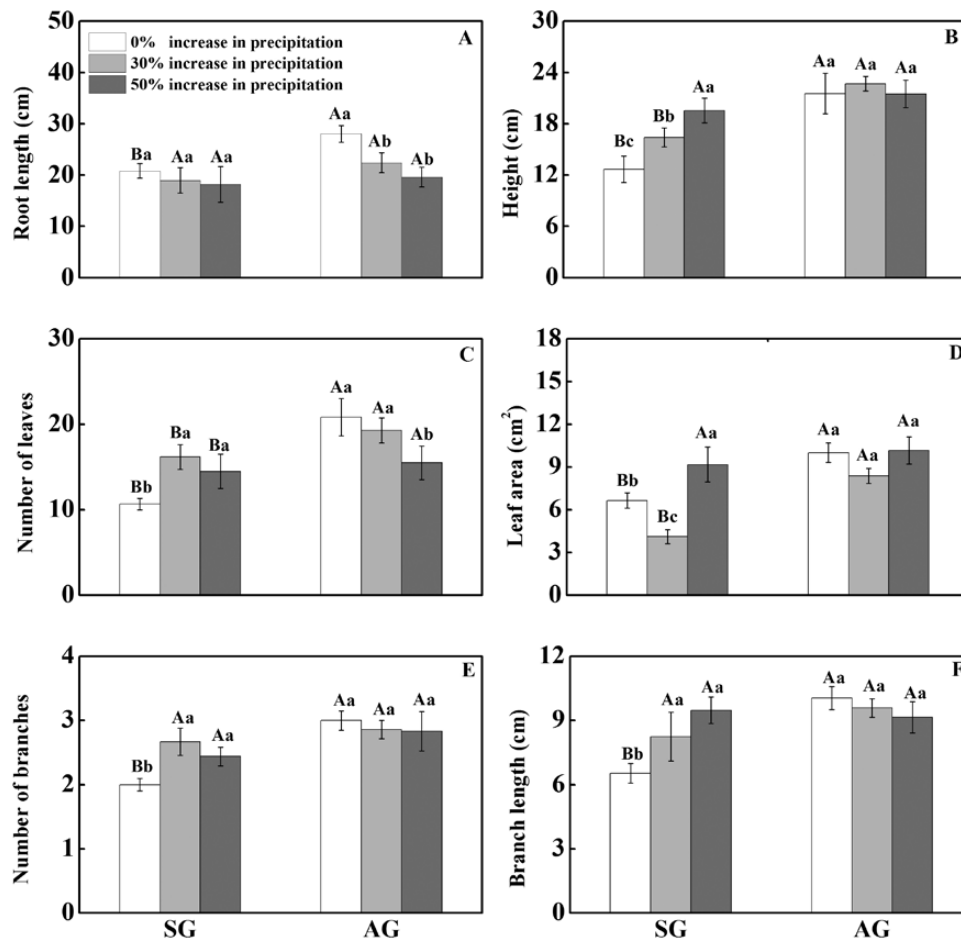 50
40
30
20
10
0
Root length (cm)
0% increase in precipitation
30% increase in precipitation
50% increase in precipitation
A
Ba
Aa
Aa
Aa
Ab
Ab
30
24
18
12
6
0
Height (cm)
B
Bc
Bb
Aa
Aa
Aa
Aa
30
20
10
0
Number of leaves
C
Bb
Ba
Ba
Aa
Aa
Ab
18
15
12
9
6
3
0
Leaf area (cm²)
D
Bb
Bc
Aa
Aa
Aa
Aa
4
3
2
1
0
Number of branches
E
Bb
Aa
Aa
Aa
Aa
Aa
SG
AG
12
9
6
3
0
Branch length (cm)
F
Bb
Aa
Aa
Aa
Aa
Aa
SG
AG